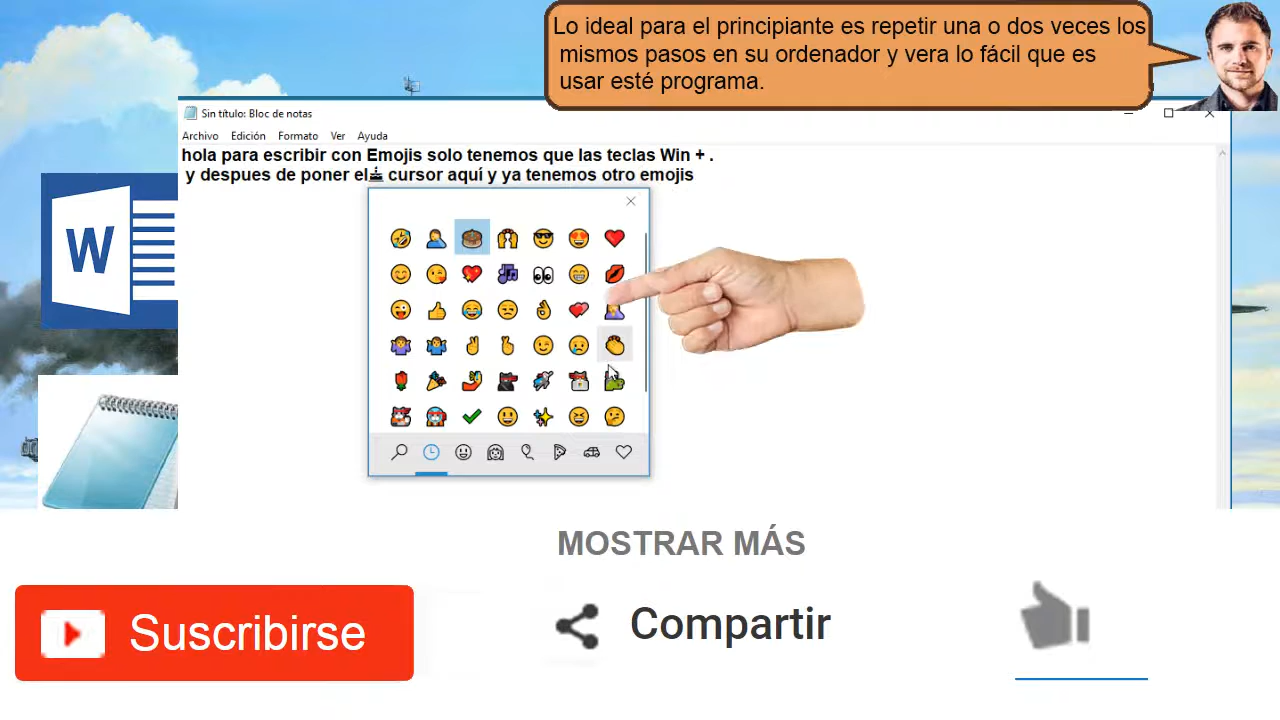 Lo ideal para el principiante es repetir una o dos veces los
mismos pasos en su ordenador y vera lo fácil que es
usar esté programa.
Sin título: Bloc de notas
Archivo Edición Formato Ver Ayuda
hola para escribir con Emojis solo tenemos que las teclas Win + .
y despues de poner el🎂 cursor aquí y ya tenemos otro emojis
W
MOSTRAR MÁS
Suscribirse
Compartir